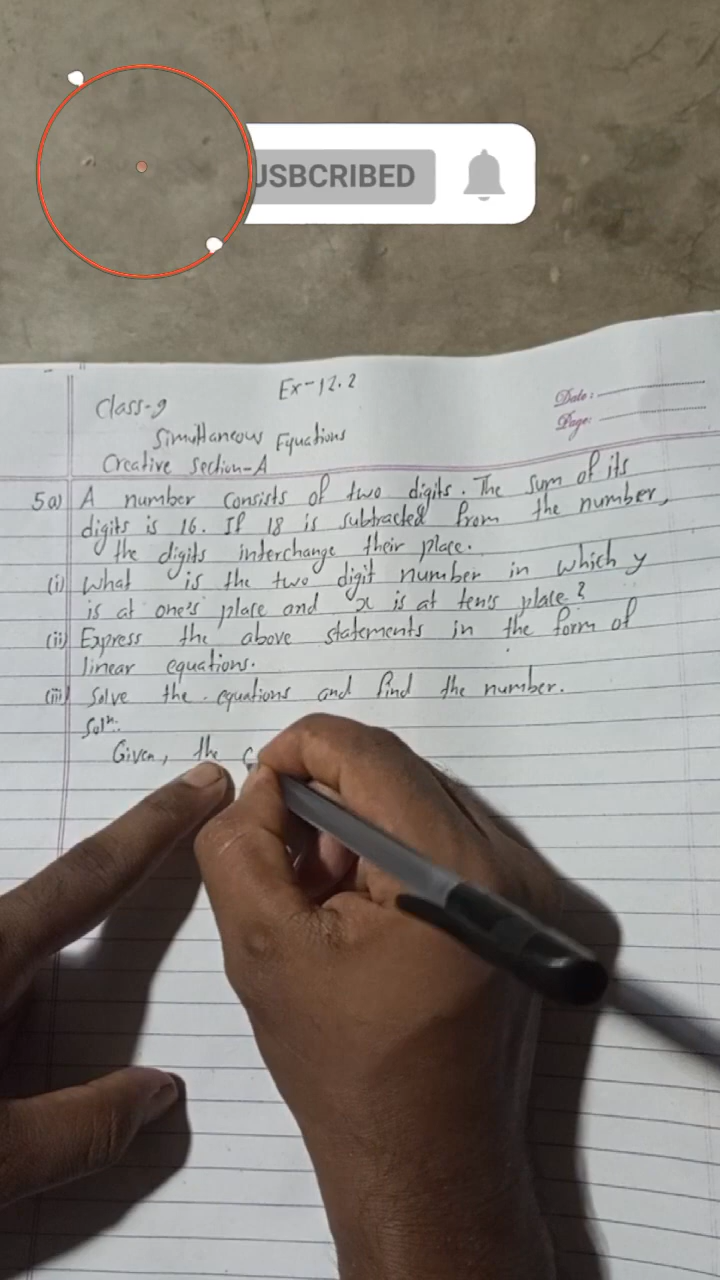 USBCRIBED
Ex-12.2
Class-9
Date:
Page:
Simultaneous Equations
Creative Section-A
5a) A number consists of two digits. The sum of its
digits is 16. If 18 is subtracted from the number,
the digits interchange their place.
(i) What is the two digit number in which y
is at one's place and x is at ten's place?
(ii) Express the above statements in the form of
linear equations.
(iii) Solve the equations and find the number.
Solⁿ:
Given, the